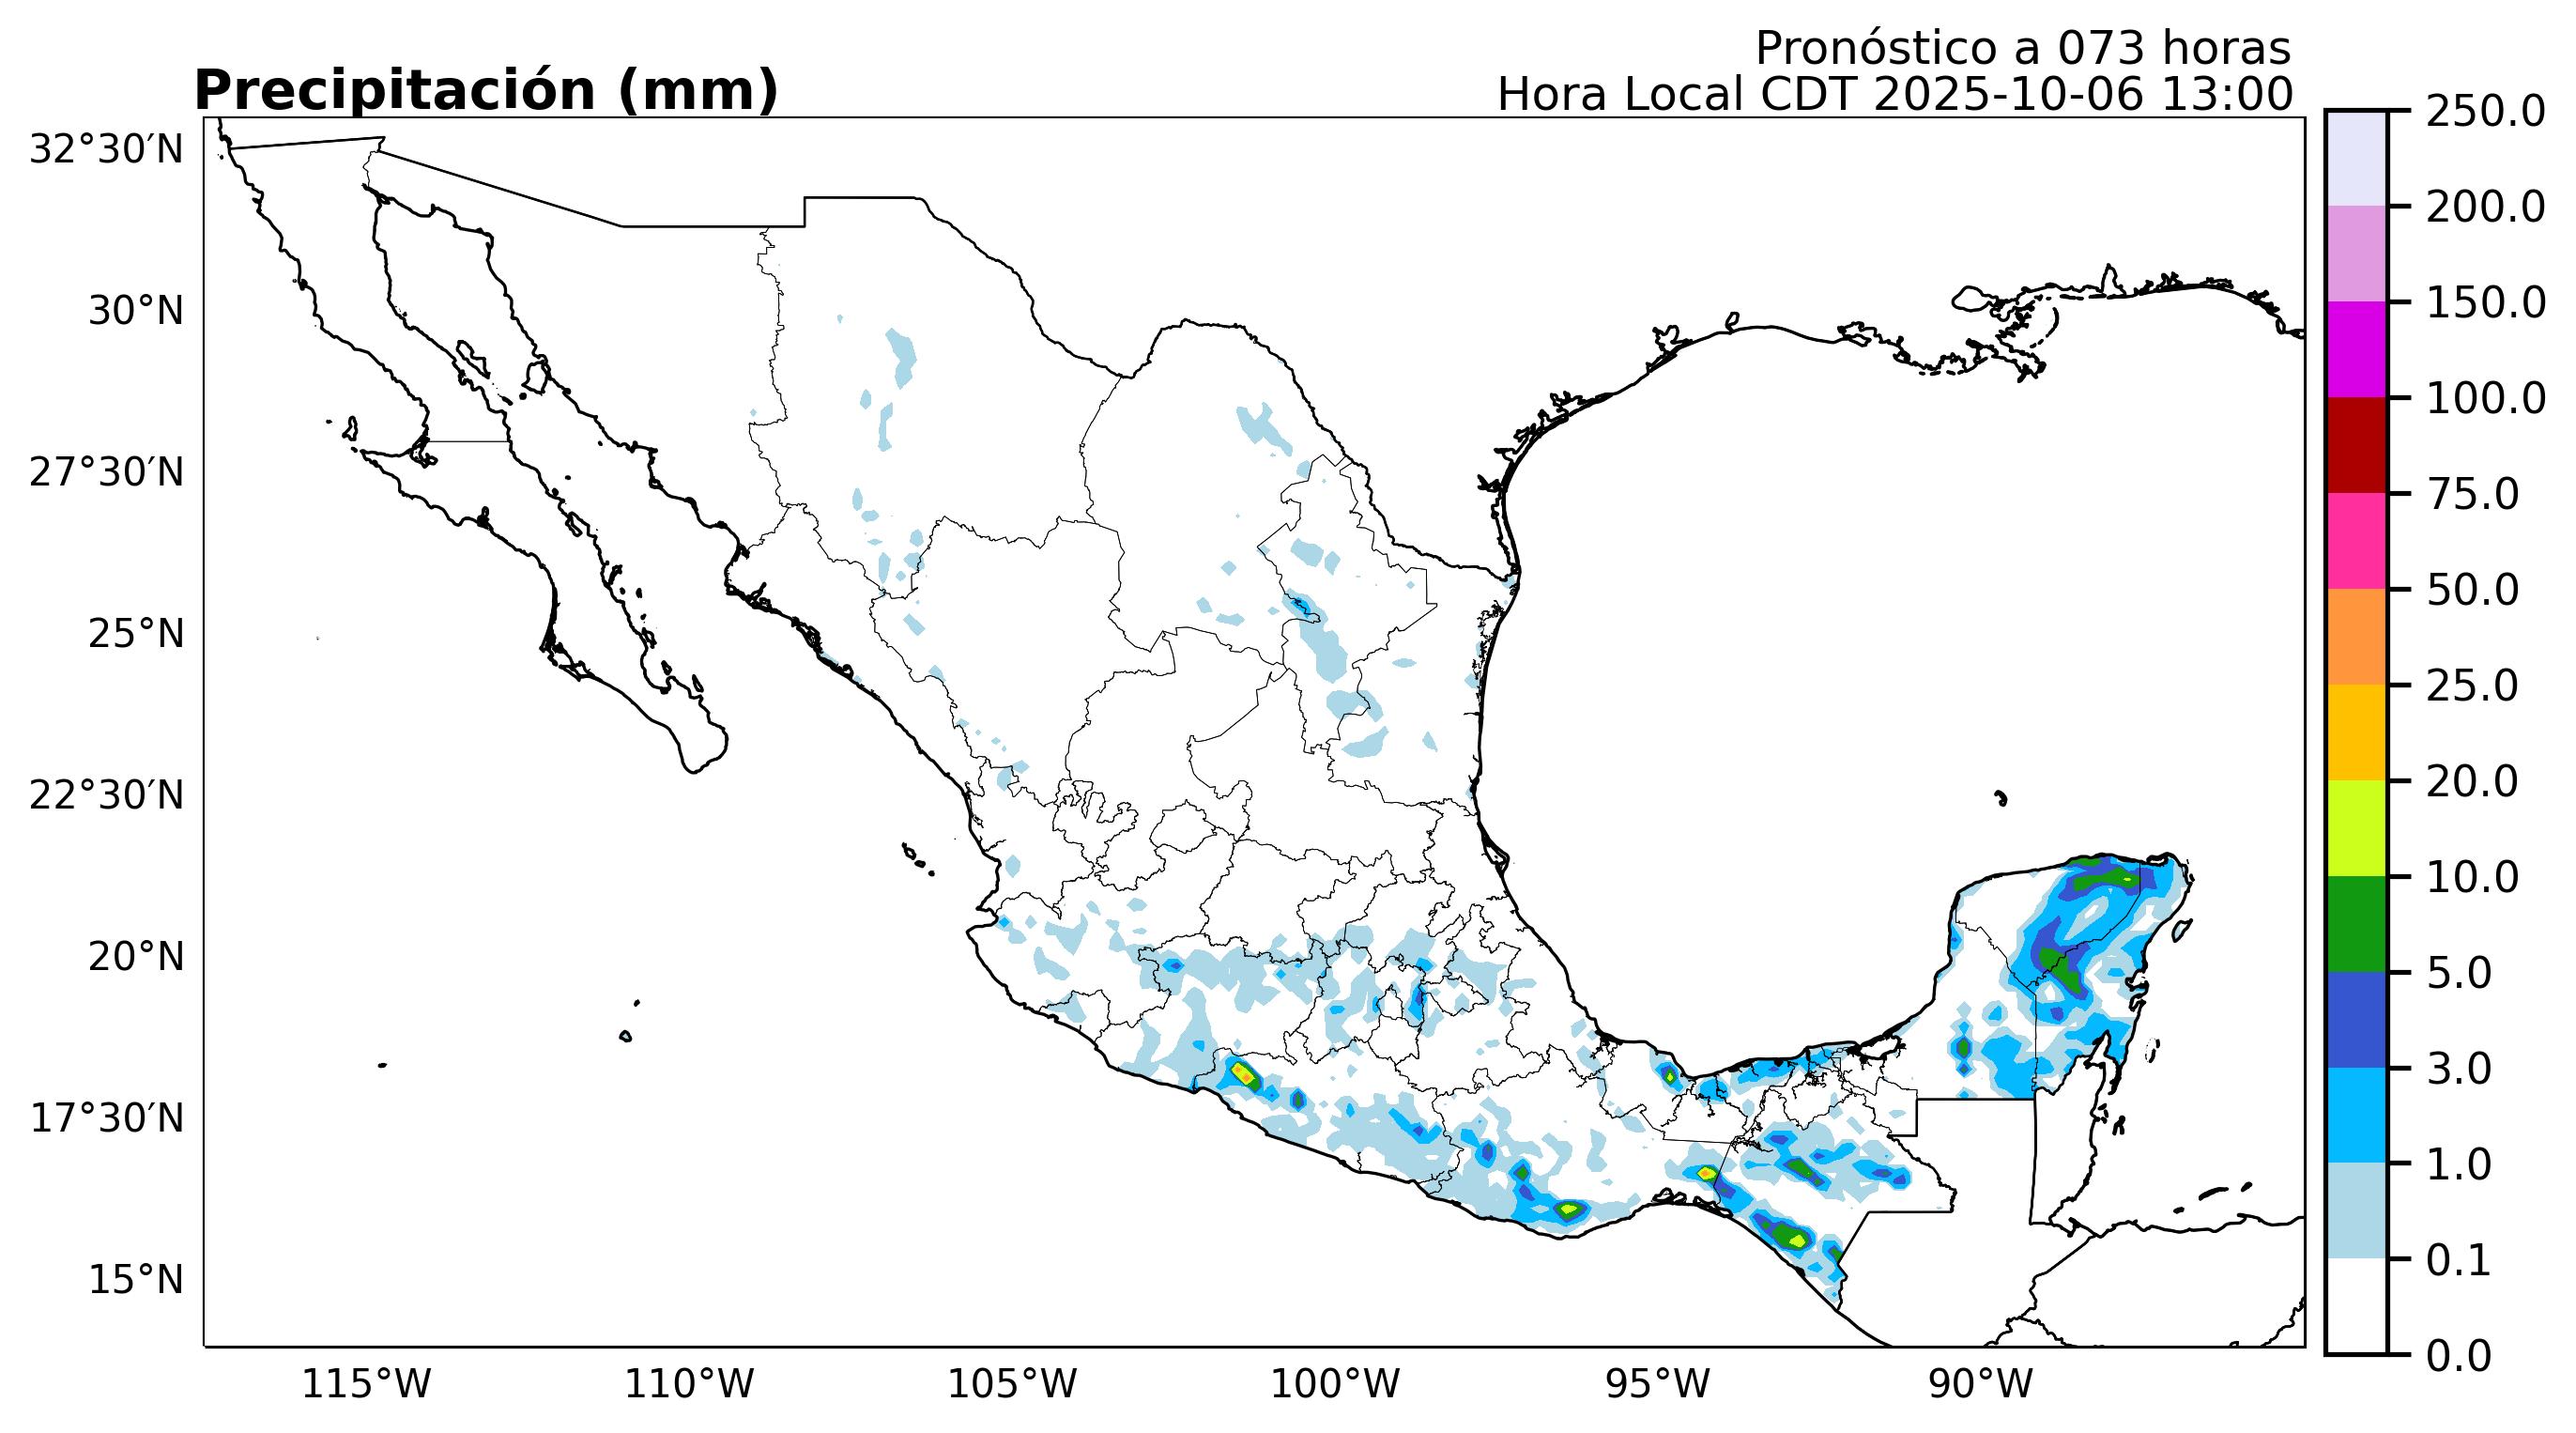 Pronóstico a 073 horas
Precipitación (mm)
Hora Local CDT 2025-10-06 13:00
32°30′N
30°N
27°30′N
25°N
22°30′N
20°N
17°30′N
15°N
115°W
110°W
105°W
100°W
95°W
90°W
250.0
200.0
150.0
100.0
75.0
50.0
25.0
20.0
10.0
5.0
3.0
1.0
0.1
0.0